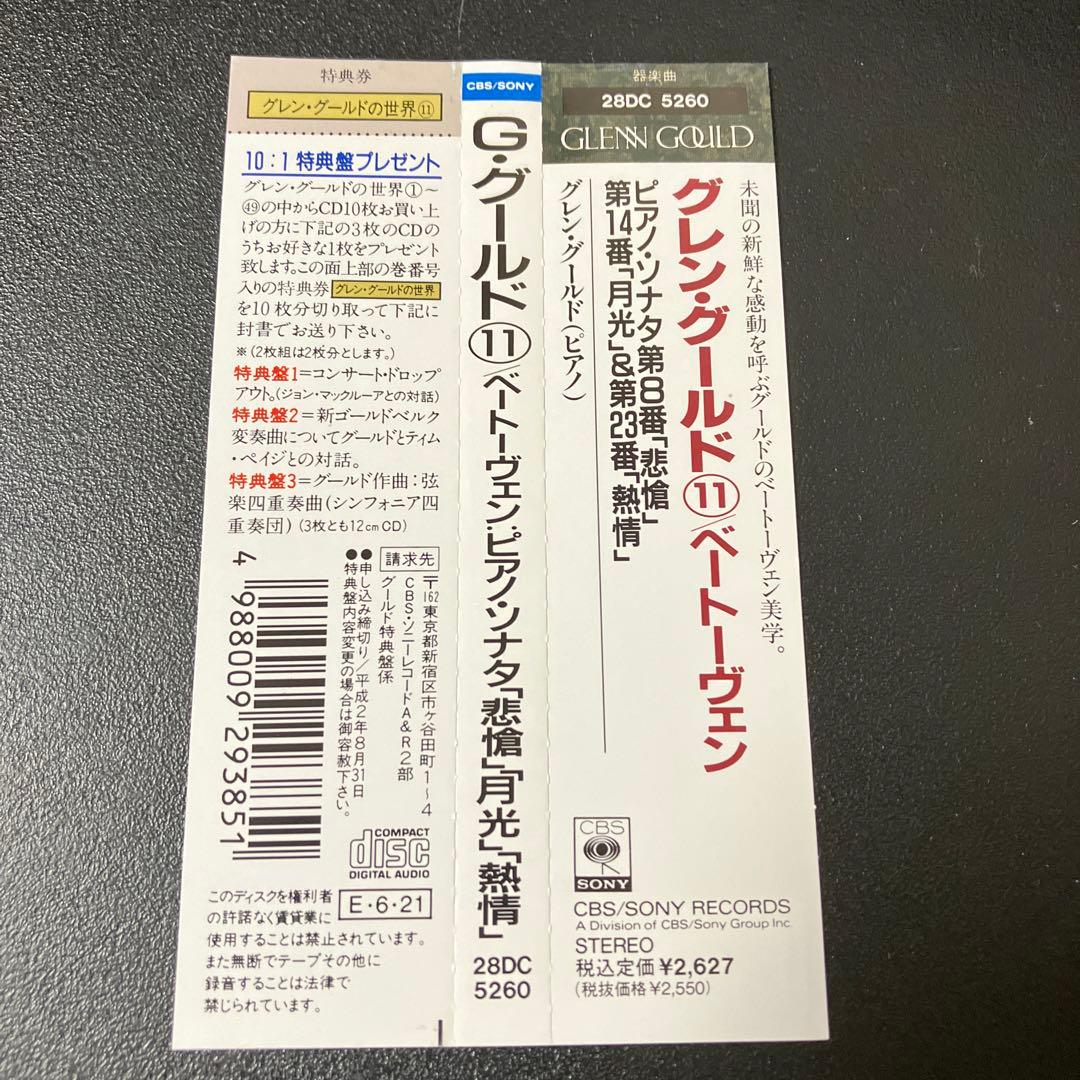 特典券
グレン・グールドの世界⑪
10:1特典盤プレゼント
グレン・グールドの世界①〜
㊾の中からCD10枚お買い上
げの方に下記の3枚のCDの
うちお好きな1枚をプレゼント
致します。この面上部の巻番号
入りの特典券 グレン・グールドの世界
を10枚分切り取って下記に
封書でお送り下さい。
※(2枚組は2枚分とします。)
特典盤1=コンサート・ドロップ
アウト。(ジョン・マックルーアとの対話)
特典盤2=新ゴールドベルク
変奏曲についてグールドとティム
・ペイジとの対話。
特典盤3=グールド作曲:弦
楽四重奏曲(シンフォニア四
重奏団)(3枚とも12cmCD)
請求先
〒162東京都新宿区市ヶ谷田町1〜4
CBS・ソニーレコードA&R2部
グールド特典盤係
●申し込み締切り/平成2年8月31日
●特典盤内容変更の場合は御容赦下さい。
4 988009 293851
COMPACT
disc
DIGITAL AUDIO
このディスクを権利者
の許諾なく賃貸業に
使用することは禁止されています。
また無断でテープその他に
録音することは法律で
禁じられています。
E・6・21
CBS/SONY
G・グールド⑪/ベートーヴェン:ピアノ・ソナタ「悲愴」「月光」「熱情」
28DC
5260
器楽曲
28DC 5260
GLENN GOULD
未聞の新鮮な感動を呼ぶグールドのベートーヴェン美学。
グレン・グールド⑪/ベートーヴェン
ピアノ・ソナタ第8番「悲愴」
第14番「月光」&第23番「熱情」
グレン・グールド(ピアノ)
CBS
SONY
CBS/SONY RECORDS
A Division of CBS/Sony Group Inc.
STEREO
税込定価¥2,627
(税抜価格¥2,550)